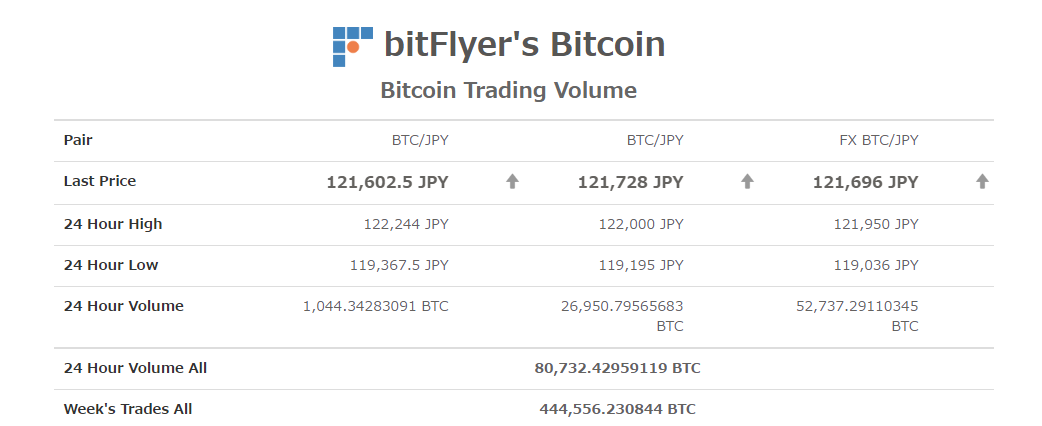 bitFlyer's Bitcoin
Bitcoin Trading Volume
Pair BTC/JPY BTC/JPY FX BTC/JPY
Last Price 121,602.5 JPY 121,728 JPY 121,696 JPY
24 Hour High 122,244 JPY 122,000 JPY 121,950 JPY
24 Hour Low 119,367.5 JPY 119,195 JPY 119,036 JPY
24 Hour Volume 1,044.34283091 BTC 26,950.79565683 52,737.29110345
BTC BTC
24 Hour Volume All 80,732.42959119 BTC
Week's Trades All 444,556.230844 BTC